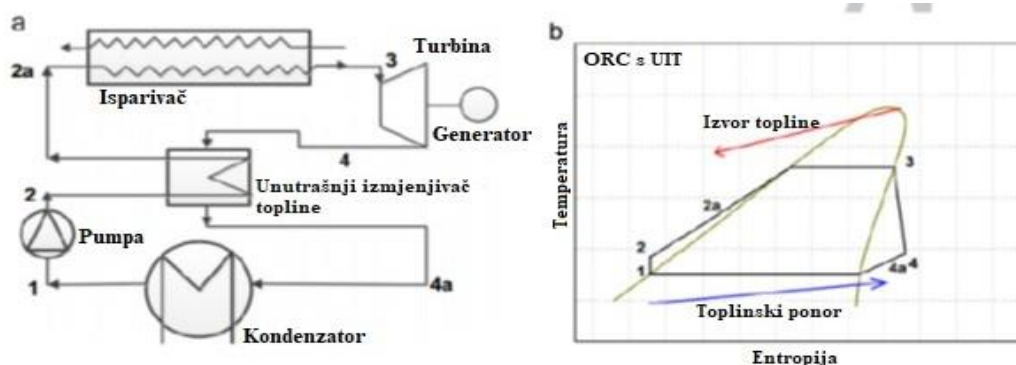 a
Turbina
3
2a
Isparivač
Generator
4
Unutrašnji izmjenjivač
topline
2
Pumpa
1
4a
Kondenzator
b
ORC s UIT
Izvor topline
Temperatura
3
2a
2
1
4a
4
Toplinski ponor
Entropija